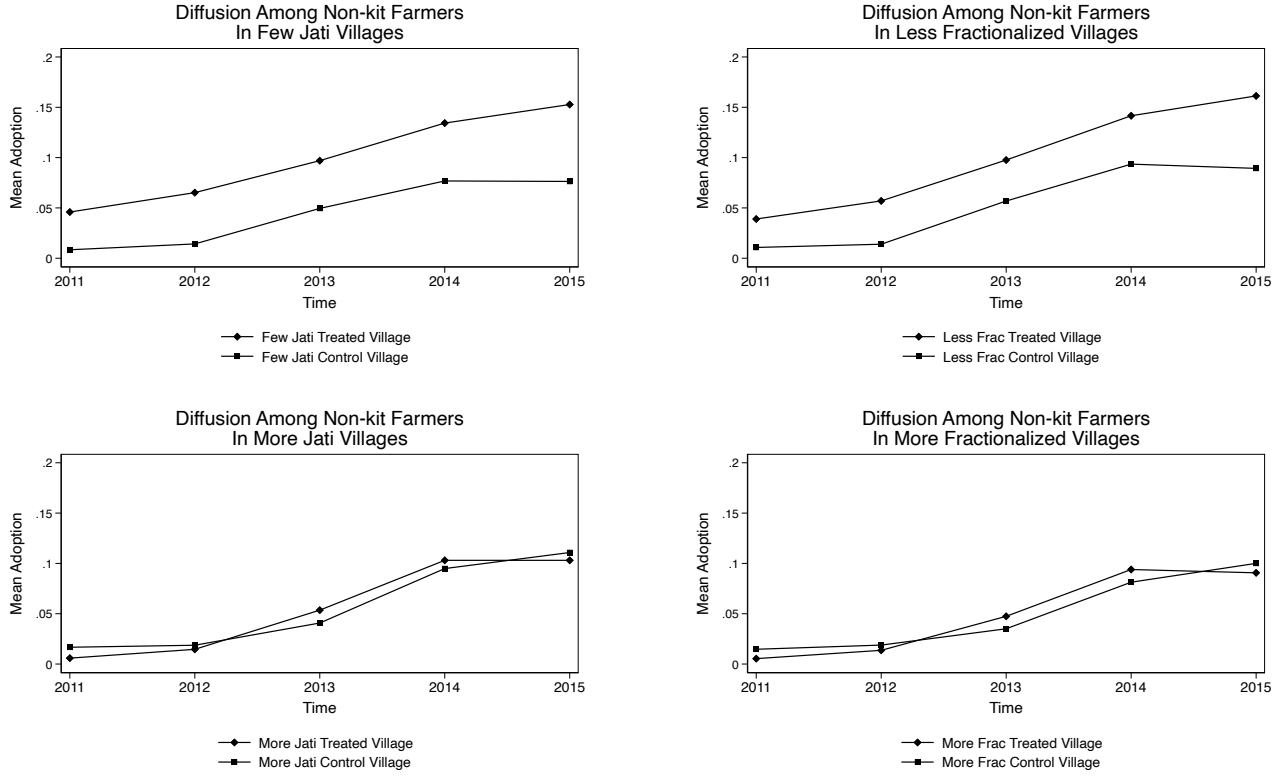 Diffusion Among Non-kit Farmers
In Few Jati Villages
.2
.15
.1
.05
0
Mean Adoption
2011 2012 2013 2014 2015
Time
Few Jati Treated Village
Few Jati Control Village
Diffusion Among Non-kit Farmers
In Less Fractionalized Villages
.2
.15
.1
.05
0
Mean Adoption
2011 2012 2013 2014 2015
Time
Less Frac Treated Village
Less Frac Control Village
Diffusion Among Non-kit Farmers
In More Jati Villages
.2
.15
.1
.05
0
Mean Adoption
2011 2012 2013 2014 2015
Time
More Jati Treated Village
More Jati Control Village
Diffusion Among Non-kit Farmers
In More Fractionalized Villages
.2
.15
.1
.05
0
Mean Adoption
2011 2012 2013 2014 2015
Time
More Frac Treated Village
More Frac Control Village